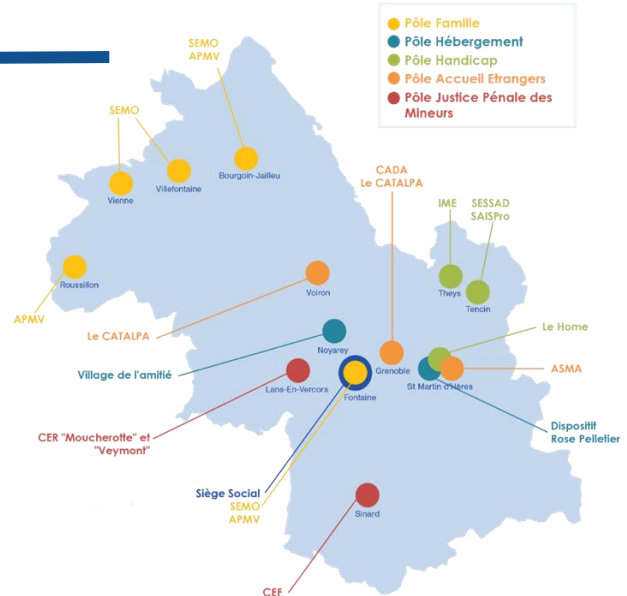 Pôle Famille
Pôle Hébergement
Pôle Handicap
Pôle Accueil Etrangers
Pôle Justice Pénale des
Mineurs
SEMO
APMV
SEMO
Bourgoin-Jailleu
Villefontaine
Vienne
CADA
Le CATALPA
IME
SESSAD
SAISPro
Roussillon
Voiron
Theys
Tencin
APMV
Le CATALPA
Le Home
Noyarey
Village de l'amitié
Grenoble
ASMA
Lans-En-Vercors
Fontaine
St Martin d'Hères
CER "Moucherotte" et
"Veymont"
Dispositif
Rose Pelletier
Siège Social
SEMO
APMV
Sinard
CEF